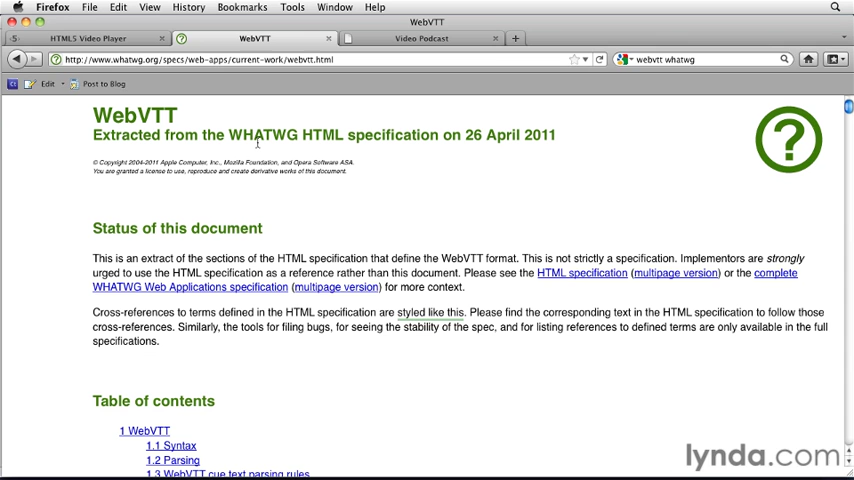 Firefox File Edit View History Bookmarks Tools Window Help
WebVTT
HTML5 Video Player
WebVTT
Video Podcast
http://www.whatwg.org/specs/web-apps/current-work/webvtt.html
webvtt whatwg
Edit
Post to Blog
WebVTT
Extracted from the WHATWG HTML specification on 26 April 2011
© Copyright 2004-2011 Apple Computer, Inc., Mozilla Foundation, and Opera Software ASA.
You are granted a license to use, reproduce and create derivative works of this document.
Status of this document
This is an extract of the sections of the HTML specification that define the WebVTT format. This is not strictly a specification. Implementors are strongly
urged to use the HTML specification as a reference rather than this document. Please see the HTML specification (multipage version) or the complete
WHATWG Web Applications specification (multipage version) for more context.
Cross-references to terms defined in the HTML specification are styled like this. Please find the corresponding text in the HTML specification to follow those
cross-references. Similarly, the tools for filing bugs, for seeing the stability of the spec, and for listing references to defined terms are only available in the full
specifications.
Table of contents
1 WebVTT
1.1 Syntax
1.2 Parsing
1.3 WebVTT cue text parsing rules
lynda.com